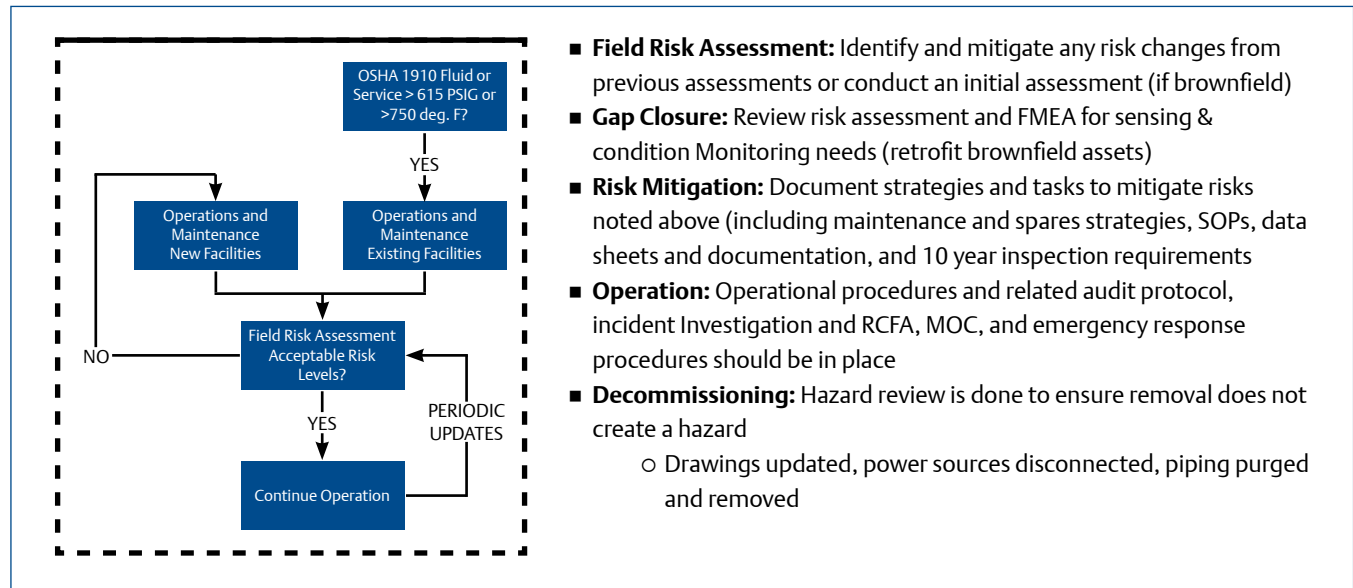 OSHA 1910 Fluid or
Service > 615 PSIG or
>750 deg. F?
YES
Operations and
Maintenance
New Facilities
Operations and
Maintenance
Existing Facilities
NO
Field Risk Assessment
Acceptable Risk
Levels?
YES
PERIODIC
UPDATES
Continue Operation
■ Field Risk Assessment: Identify and mitigate any risk changes from
previous assessments or conduct an initial assessment (if brownfield)
■ Gap Closure: Review risk assessment and FMEA for sensing &
condition Monitoring needs (retrofit brownfield assets)
■ Risk Mitigation: Document strategies and tasks to mitigate risks
noted above (including maintenance and spares strategies, SOPs, data
sheets and documentation, and 10 year inspection requirements
■ Operation: Operational procedures and related audit protocol,
incident Investigation and RCFA, MOC, and emergency response
procedures should be in place
■ Decommissioning: Hazard review is done to ensure removal does not
create a hazard
○ Drawings updated, power sources disconnected, piping purged
and removed